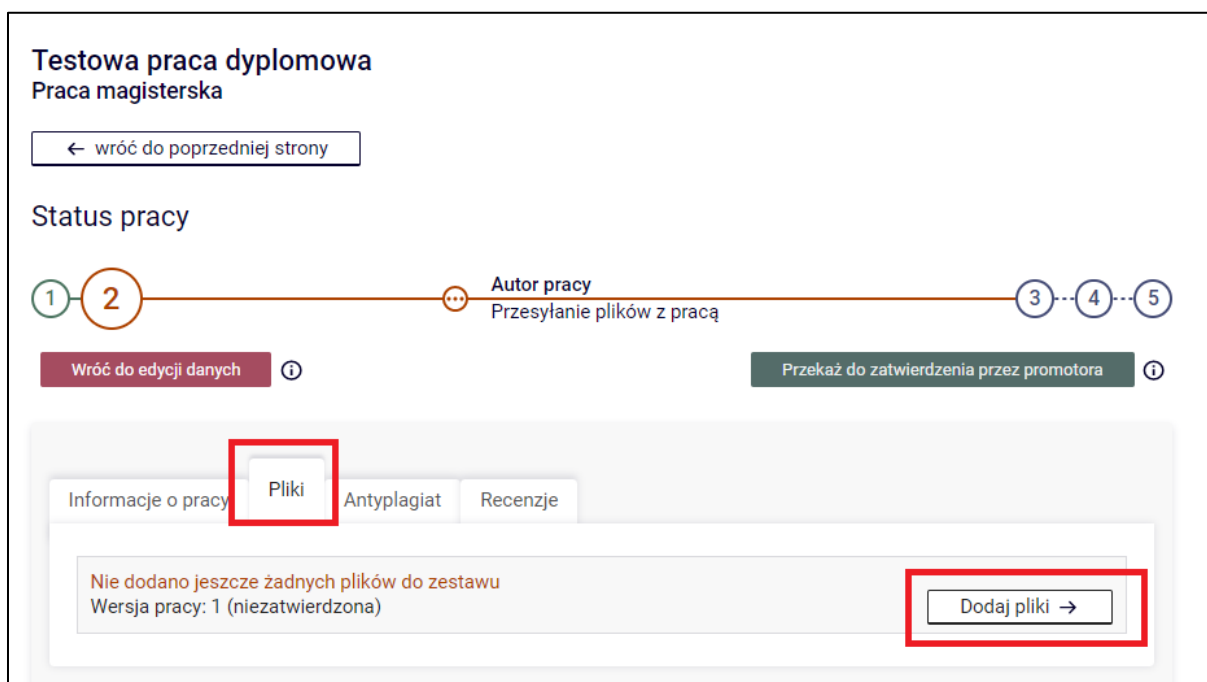 Testowa praca dyplomowa
Praca magisterska
← wróć do poprzedniej strony
Status pracy
1
2
Autor pracy
Przesyłanie plików z pracą
3
4
5
Wróć do edycji danych
Przekaż do zatwierdzenia przez promotora
Informacje o pracy
Pliki
Antyplagiat
Recenzje
Nie dodano jeszcze żadnych plików do zestawu
Wersja pracy: 1 (niezatwierdzona)
Dodaj pliki →